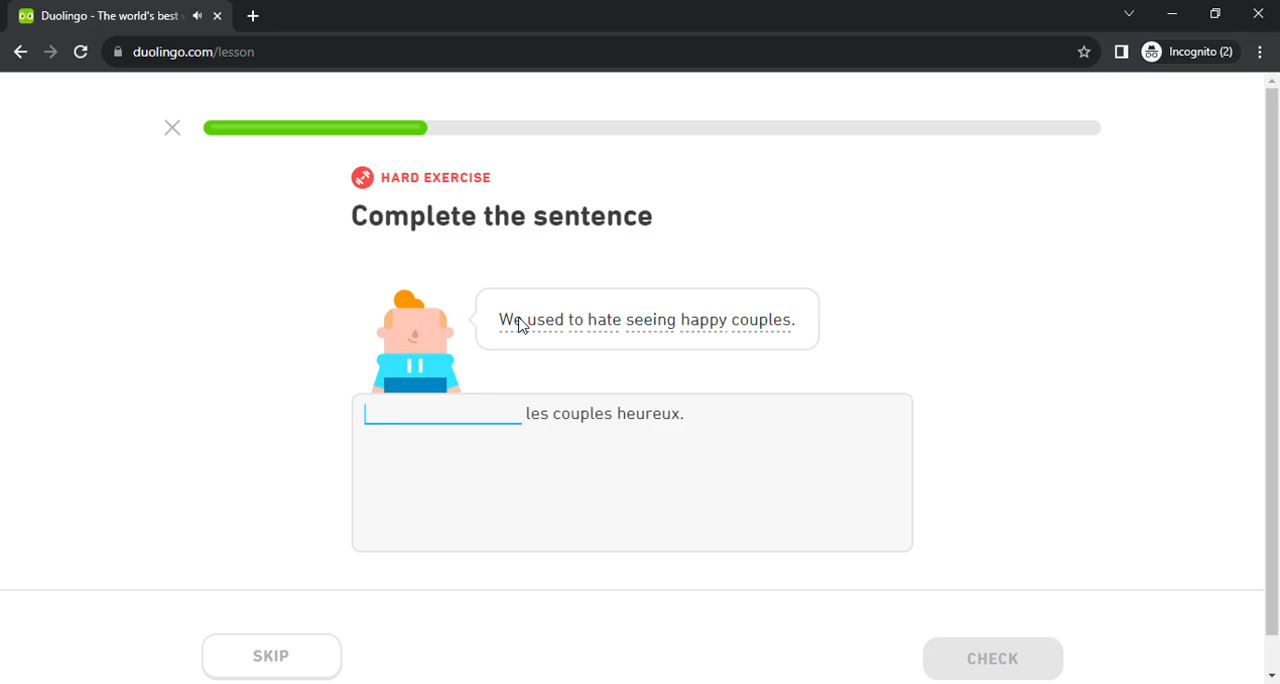 Duolingo - The world's best
duolingo.com/lesson
Incognito (2)
HARD EXERCISE
Complete the sentence
We used to hate seeing happy couples.
les couples heureux.
SKIP
CHECK